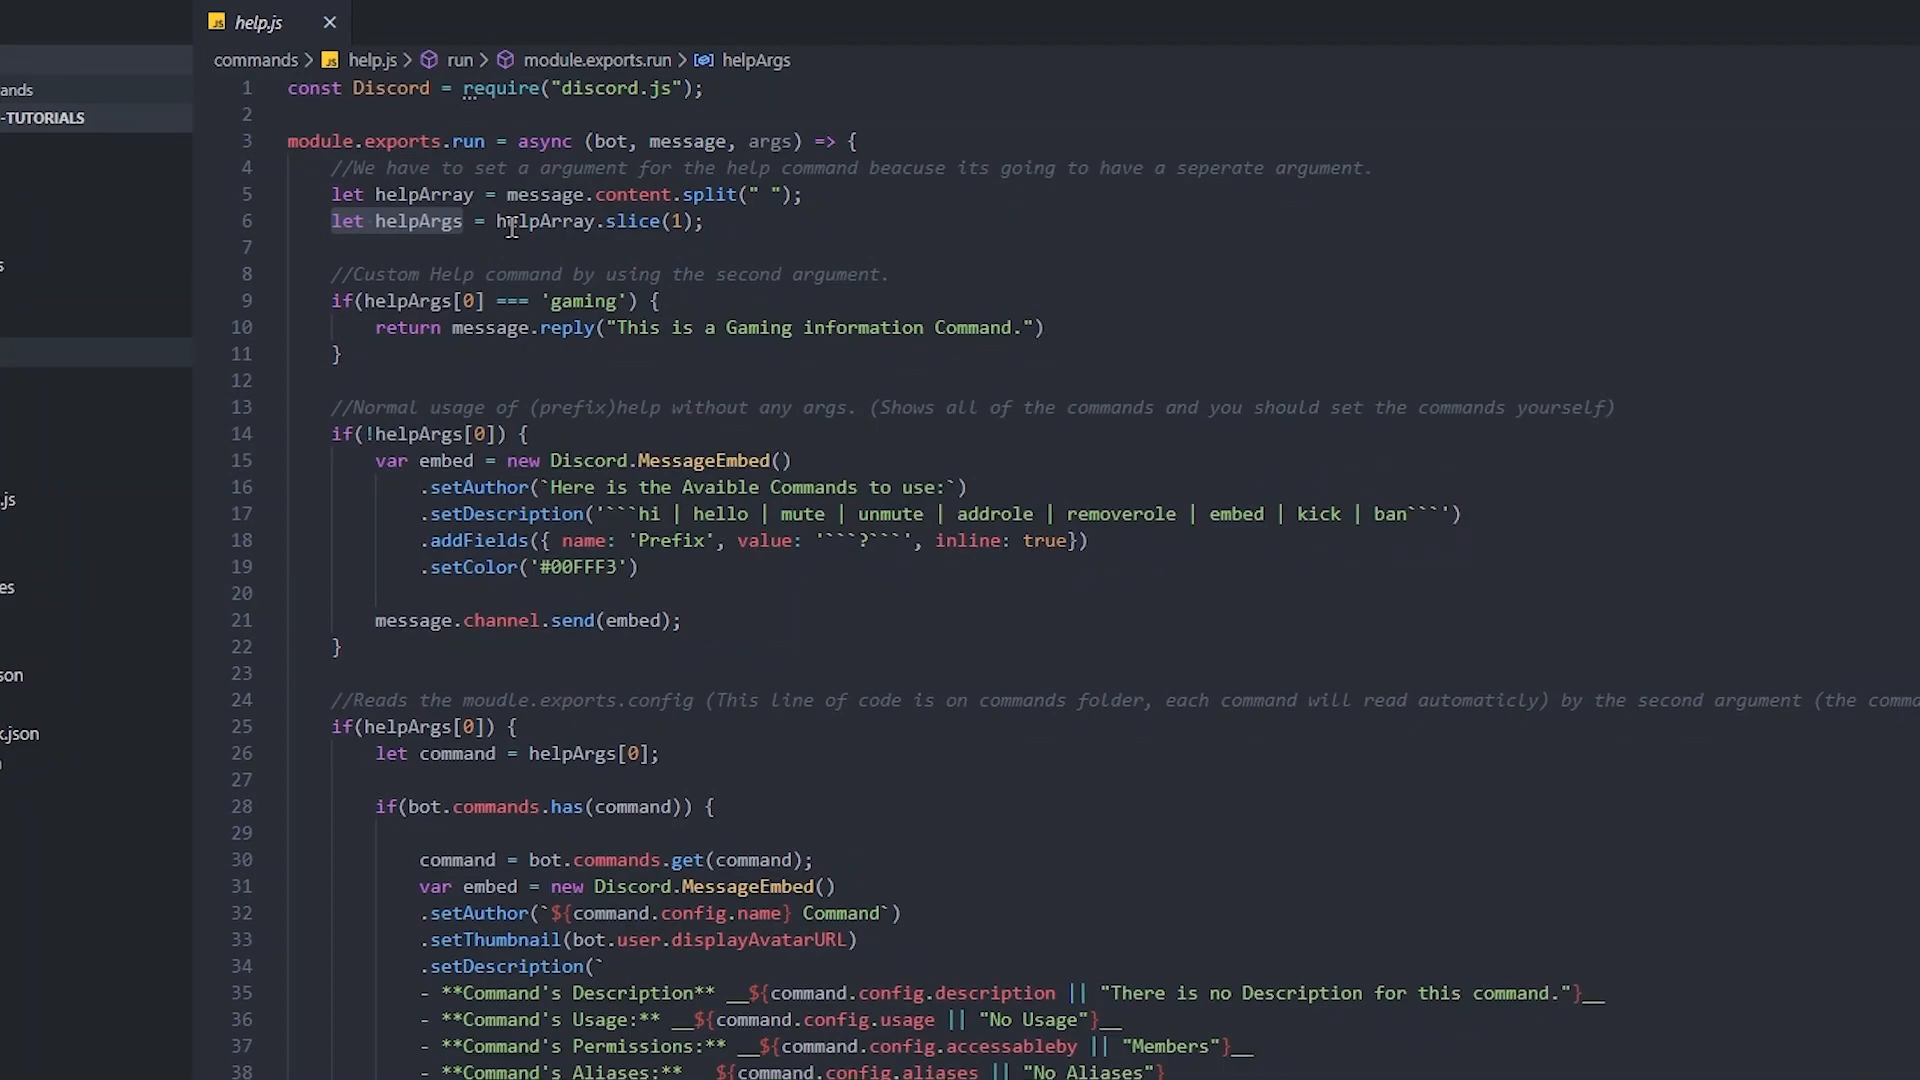 help.js
commands > help.js > run > module.exports.run > helpArgs
ands
-TUTORIALS
s
.js
es
son
k.json
1 const Discord = require("discord.js");
2
3 module.exports.run = async (bot, message, args) => {
4 //We have to set a argument for the help command beacuse its going to have a seperate argument.
5 let helpArray = message.content.split(" ");
6 let helpArgs = helpArray.slice(1);
7
8 //Custom Help command by using the second argument.
9 if(helpArgs[0] === 'gaming') {
10 return message.reply("This is a Gaming information Command.")
11 }
12
13 //Normal usage of (prefix)help without any args. (Shows all of the commands and you should set the commands yourself)
14 if(!helpArgs[0]) {
15 var embed = new Discord.MessageEmbed()
16 .setAuthor(`Here is the Avaible Commands to use:`)
17 .setDescription('```hi | hello | mute | unmute | addrole | removerole | embed | kick | ban```')
18 .addFields({ name: 'Prefix', value: '```?```', inline: true})
19 .setColor('#00FFF3')
20
21 message.channel.send(embed);
22 }
23
24 //Reads the moudle.exports.config (This line of code is on commands folder, each command will read automaticly) by the second argument (the comma
25 if(helpArgs[0]) {
26 let command = helpArgs[0];
27
28 if(bot.commands.has(command)) {
29
30 command = bot.commands.get(command);
31 var embed = new Discord.MessageEmbed()
32 .setAuthor(`${command.config.name} Command`)
33 .setThumbnail(bot.user.displayAvatarURL)
34 .setDescription(`
35 - **Command's Description** __${command.config.description || "There is no Description for this command."}__
36 - **Command's Usage:** __${command.config.usage || "No Usage"}__
37 - **Command's Permissions:** __${command.config.accessableby || "Members"}__
38 - **Command's Aliases:** ${command.config.aliases || "No Aliases"}